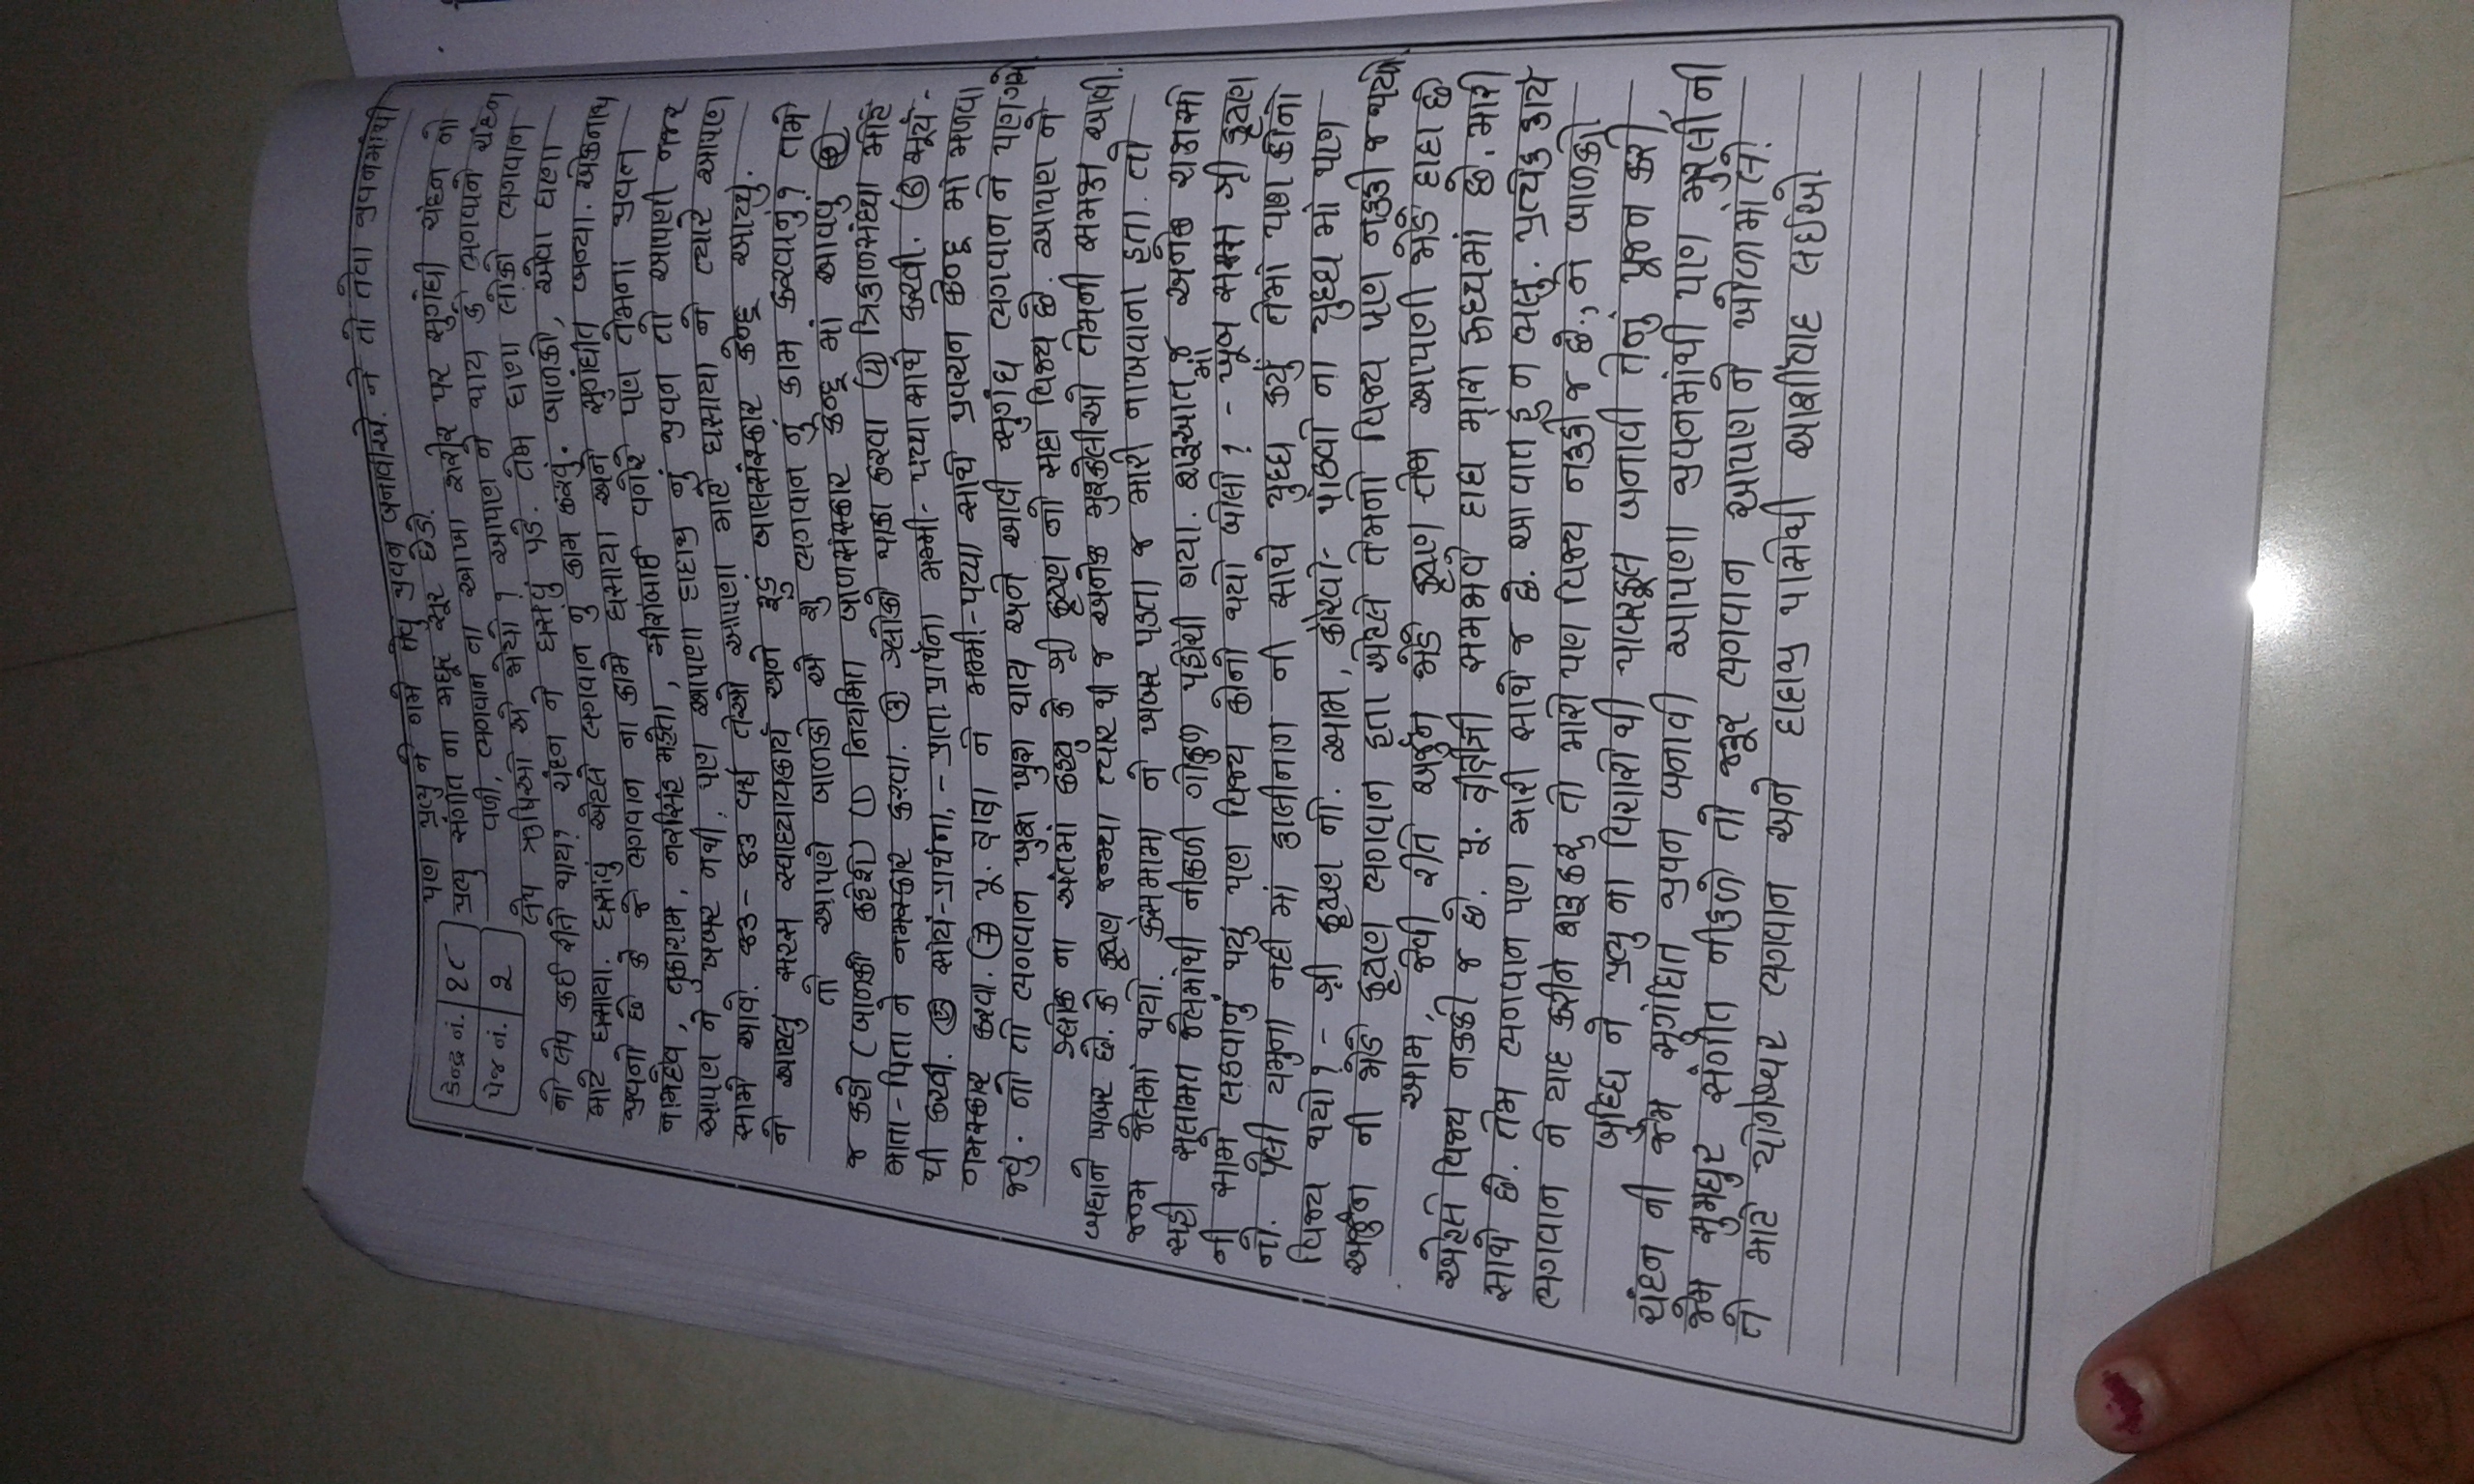 પણ પ્રભુ ને ગમે તેવુ જીવન બનાવીએ. ને તો તેવા જીવનમાંથી
કેન્દ્ર નં. ૧૮
પ્રભુ સંગીત ના મધૂર સૂર છેડે.
પેજ નં. ૨
વળી, ભગવાન ના આખા શરીર પર સુગંધી ચંદન નો
લેપ ઋષિઓ એ જોયો? આપણ ને થાય કે ભગવાને ચંદન
નો લેપ કઈ રીતે થાય? ચંદન ને ઘસાવું પડે. તેમ ઘણા લોકો ભગવાન
માટે ઘસાયા. ઘસાવું એટલે ભગવાન નું કામ કરવું. બાળકો, એવા ઘણા
જીવનો છે કે જે ભગવાન ના કામે ઘસાયા અને સુગંધીત બન્યા. એકનાથ
નામદેવ, તુકારામ, નરસિંહ મહેતા, મીરાંબાઈ વગેરે પણ તેમના જીવન
આપણ ને ખબર નથી. પણ આપણા દાદાજી નું જીવન તો આપણી નજર
સામે આવે. ૪૩-૪૩ વર્ષ તેઓ આપણા માટે ઘસાયા ને ત્યારે આપણ
ને આટલુ સરસ સ્વાધ્યાયકાર્ય અને રૂડું બાલસંસ્કાર કેન્દ્ર આપ્યુ.
તો આપણે બાળકો એ શું ભગવાન નું કામ કરવાનું? તમે
જ કહો (બાળકો કહેશે) (1) નિયમિત બાળસંસ્કાર કેન્દ્ર માં આવવું (૨)
માતા-પિતા ને નમસ્કાર કરવા. (૩) શ્લોકો પાકા કરવા (૪) ત્રિકાળસંધ્યા મોઢે
થી કરવી. (૫) સાંય-પ્રાર્થના, - પ્રાતઃ પ્રાર્થના મમ્મી-પપ્પા સાથે કરવી. (૬) સૂર્ય-
નમસ્કાર કરવા. (૭) પૂ. દાદા ને મમ્મી-પપ્પા સાથે પ્રવચન કેન્દ્ર માં મળવા
જવુ. તો તો ભગવાન ખુશ ખુશ થાય અને આવી સુગંધ ભગવાન ને પણ ગમે
શ્લોક ના અંતમાં કહ્યુ કે શ્રી કૃષ્ણ નો સદા વિજય છે. આપણ ને
બધાને ખબર છે. કે કૃષ્ણ જન્મ્યા ત્યાર થી જ અનેક મુશ્કેલીઓ તેમની સમક્ષ આવી.
જન્મ જેલમાં થયો. કંસમામા ને ખબર પડતા જ મારી નાખવાના હતા. તો
સહી સલામત જેલમાંથી નીકળી ગોકુળ પહોંચી ગયા. શરૂઆત માં જ અનેક રાક્ષસો
ની સામે લડવાનું થયુ પણ વિજય કોનો થયો બોલો? - ખૂબ સરસ શ્રી કૃષ્ણ
નો. પેલી યમુના નદી માં કાલીનાગ ની સાથે યુધ્ધ કર્યું તેમાં પણ કોનો
વિજય થયો? - શ્રી કૃષ્ણ નો. આમ, કૌરવો- પાંડવો ના યુધ્ધ માં પણ
અર્જુન ની જોડે કૃષ્ણ ભગવાન હતા એટલે તેમનો વિજય પણ નક્કી જ થયો
આમ, જેવી રીતે અર્જુન જોડે કૃષ્ણ તેમ આપણી જોડે દાદા છે
એટલે વિજય નક્કી જ છે. પૂ. દીદીજી સમજાવે દાદા મારા હૃદયમાં છે. મારી
સાથે છે. તેમ ભગવાન પણ મારી સાથે જ છે. આ વાત હું ન ભૂલુ. પ્રત્યેક કાર્ય
ભગવાન ને યાદ કરીને શરૂ કરૂ તો મારો પણ વિજય નક્કી જ છે., ને બાળકો
બુધ્ધિ ને પ્રભુ ના વિચારો થી પાવરફૂલ બનાવી તેનું પૂજન કરી,
ચંદન ની જેમ સુગંધિત જીવન બનાવી આપણા જીવનમાંથી પણ મુરલી ની
જેમ સુમધુર સંગીત નીકળે તો જરૂર ભગવાન આપણ ને ખોળામાં લે.
તે માટે યોગેશ્વર ભગવાન અને દાદાજી પાસેથી આશીર્વાદ લઈએ